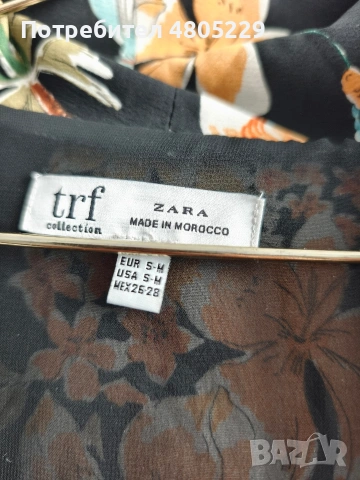 Потребител 4805229
trf
collection
ZARA
MADE IN MOROCCO
EUR S-M
USA S-M
MEX 26-28
BAZAR